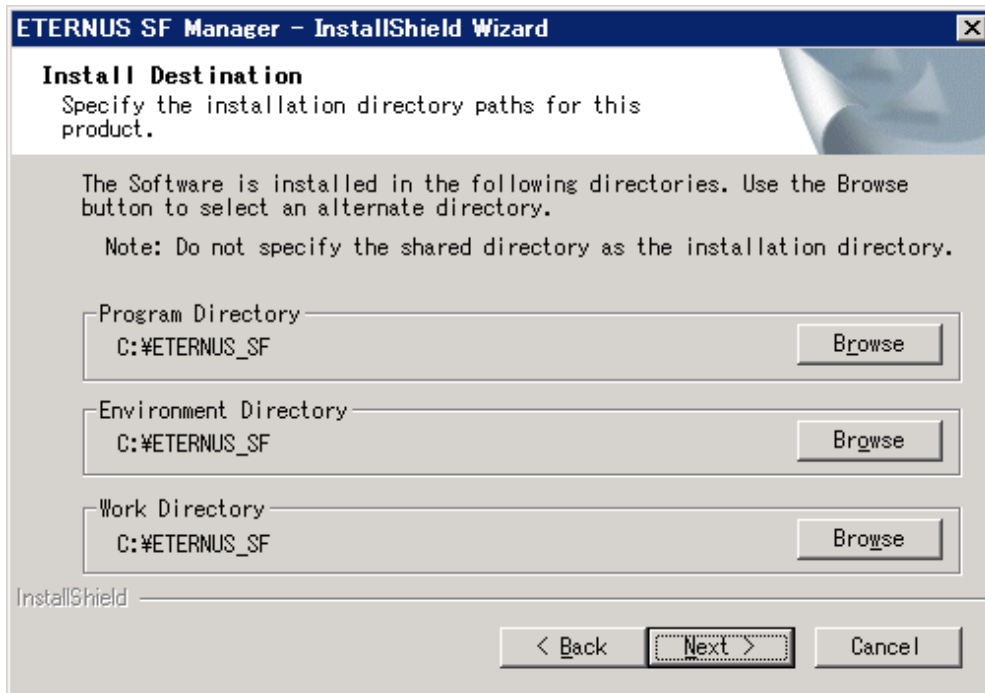 ETERNUS SF Manager - InstallShield Wizard
Install Destination
Specify the installation directory paths for this
product.
The Software is installed in the following directories. Use the Browse
button to select an alternate directory.
Note: Do not specify the shared directory as the installation directory.
Program Directory
C:¥ETERNUS_SF
Browse
Environment Directory
C:¥ETERNUS_SF
Browse
Work Directory
C:¥ETERNUS_SF
Browse
InstallShield
< Back
Next >
Cancel